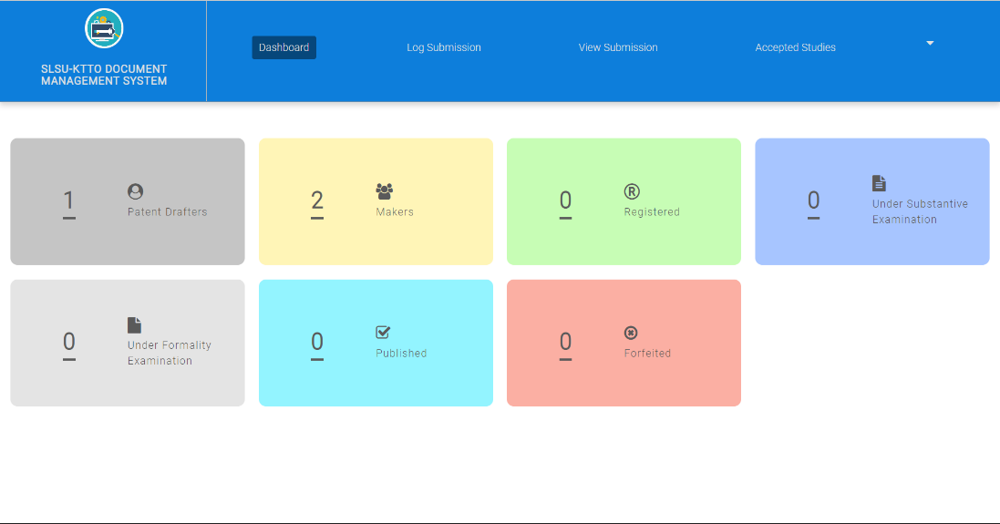 SLSU-KTTO DOCUMENT
MANAGEMENT SYSTEM
Dashboard
Log Submission
View Submission
Accepted Studies
1
Patent Drafters
2
Makers
0
®
Registered
0
Under Substantive
Examination
0
Under Formality
Examination
0
Published
0
Forfeited